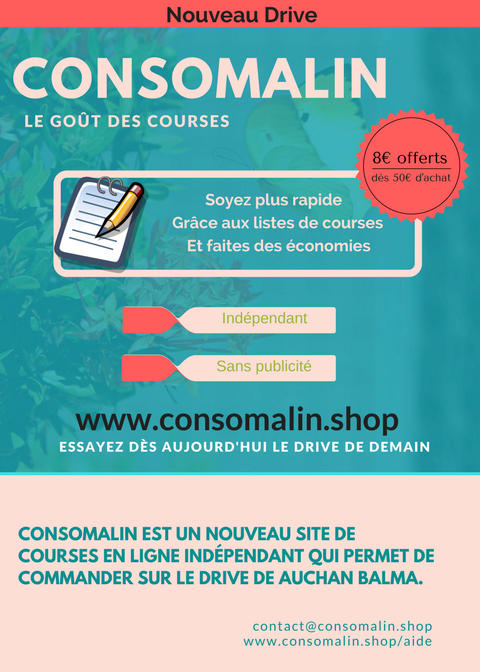 Nouveau Drive
CONSOMALIN
LE GOÛT DES COURSES
8€ offerts
dès 50€ d'achat
Soyez plus rapide
Grâce aux listes de courses
Et faites des économies
Indépendant
Sans publicité
www.consomalin.shop
ESSAYEZ DÈS AUJOURD'HUI LE DRIVE DE DEMAIN
CONSOMALIN EST UN NOUVEAU SITE DE
COURSES EN LIGNE INDÉPENDANT QUI PERMET DE
COMMANDER SUR LE DRIVE DE AUCHAN BALMA.
contact@consomalin.shop
www.consomalin.shop/aide